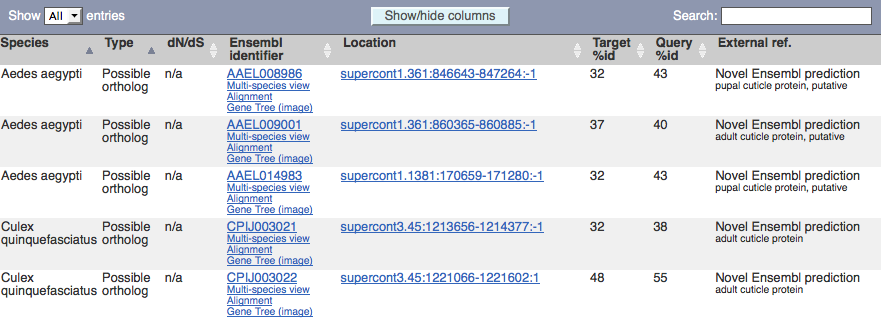 Show All entries Show/hide columns Search:
Species Type dN/dS Ensembl identifier Location Target %id Query %id External ref.
Aedes aegypti Possible ortholog n/a AAEL008986 supercont1.361:846643-847264:-1 32 43 Novel Ensembl prediction
Multi-species view pupal cuticle protein, putative
Alignment
Gene Tree (image)
Aedes aegypti Possible ortholog n/a AAEL009001 supercont1.361:860365-860885:-1 37 40 Novel Ensembl prediction
Multi-species view adult cuticle protein, putative
Alignment
Gene Tree (image)
Aedes aegypti Possible ortholog n/a AAEL014983 supercont1.1381:170659-171280:-1 32 43 Novel Ensembl prediction
Multi-species view pupal cuticle protein, putative
Alignment
Gene Tree (image)
Culex quinquefasciatus Possible ortholog n/a CPIJ003021 supercont3.45:1213656-1214377:-1 32 38 Novel Ensembl prediction
Multi-species view adult cuticle protein
Alignment
Gene Tree (image)
Culex quinquefasciatus Possible ortholog n/a CPIJ003022 supercont3.45:1221066-1221602:1 48 55 Novel Ensembl prediction
Multi-species view adult cuticle protein
Alignment
Gene Tree (image)